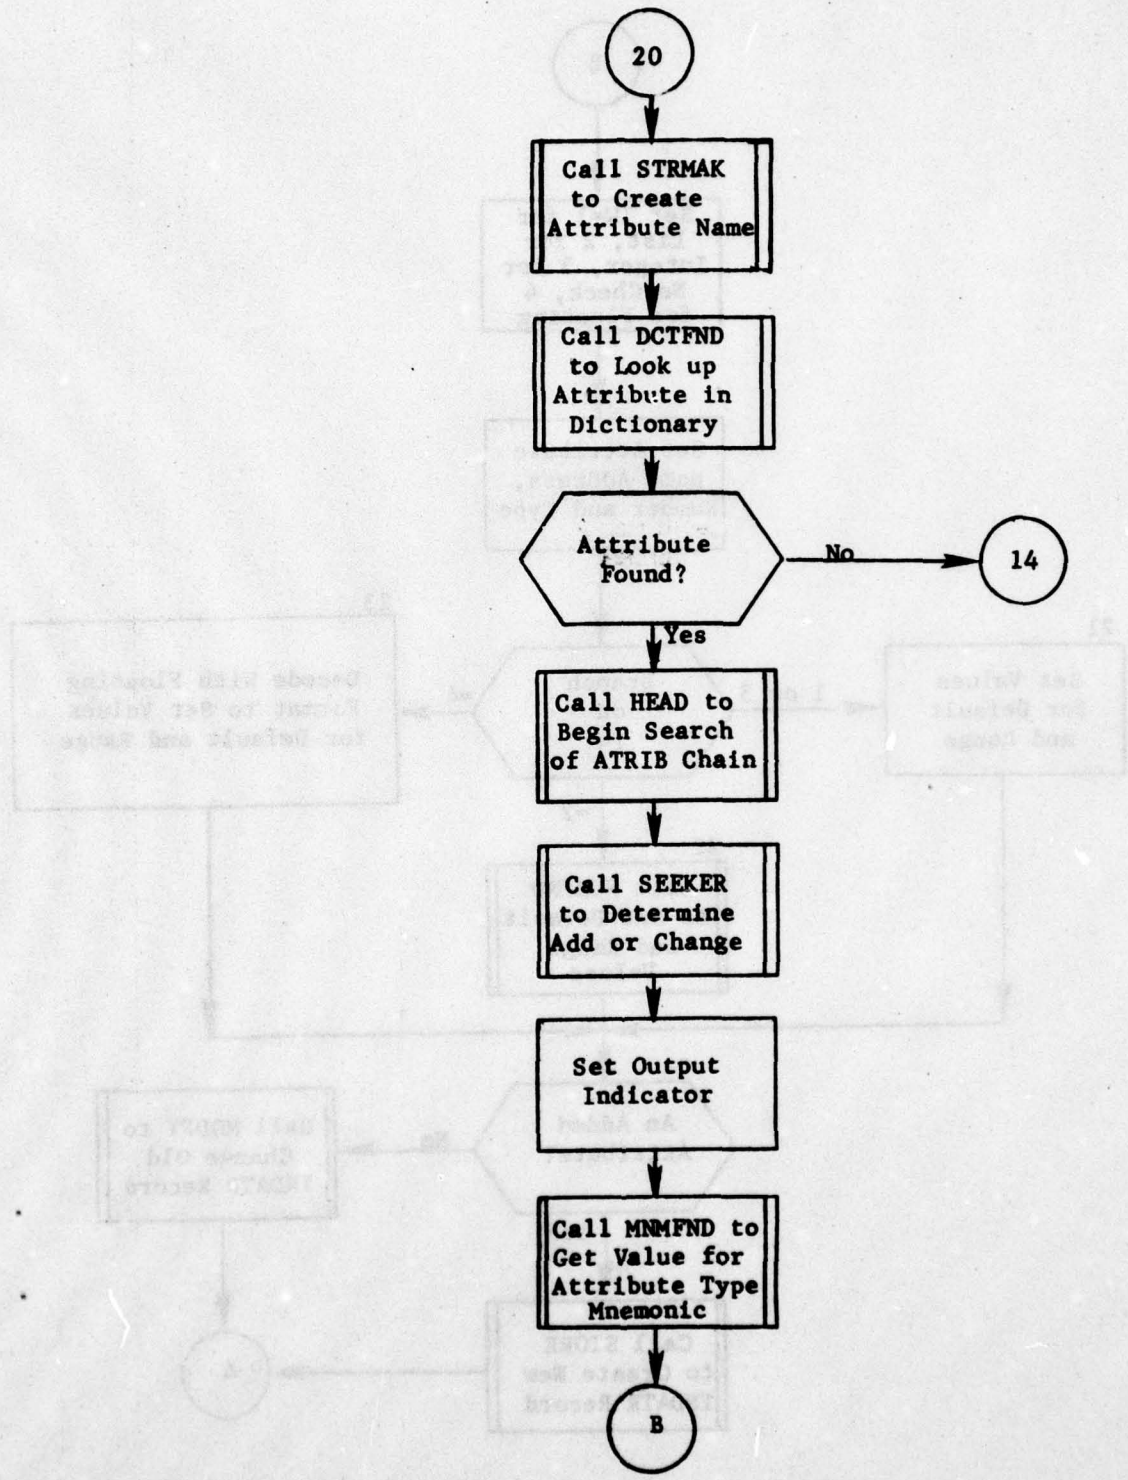 20
Call STRMAK
to Create
Attribute Name
Call DCTFND
to Look up
Attribute in
Dictionary
Attribute
Found?
No
14
Yes
Call HEAD to
Begin Search
of ATRIB Chain
Call SEEKER
to Determine
Add or Change
Set Output
Indicator
Call MNMFND to
Get Value for
Attribute Type
Mnemonic
B